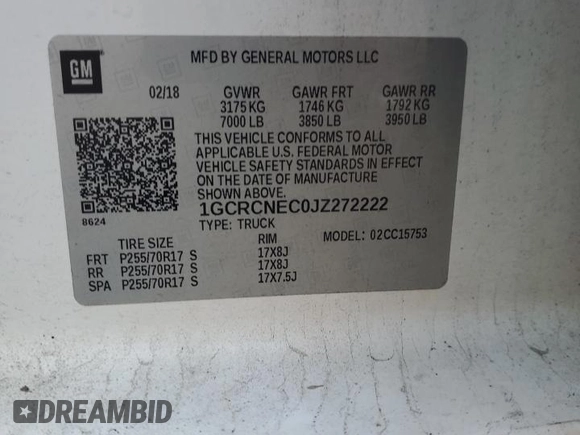 GM
MFD BY GENERAL MOTORS LLC
02/18 GVWR GAWR FRT GAWR RR
3175 KG 1746 KG 1792 KG
7000 LB 3850 LB 3950 LB
THIS VEHICLE CONFORMS TO ALL
APPLICABLE U.S. FEDERAL MOTOR
VEHICLE SAFETY STANDARDS IN EFFECT
ON THE DATE OF MANUFACTURE
SHOWN ABOVE.
8624
1GCRCNEC0JZ272222
TYPE: TRUCK MODEL: 02CC15753
TIRE SIZE RIM
FRT P255/70R17 S 17X8J
RR P255/70R17 S 17X8J
SPA P255/70R17 S 17X7.5J
DREAMBID